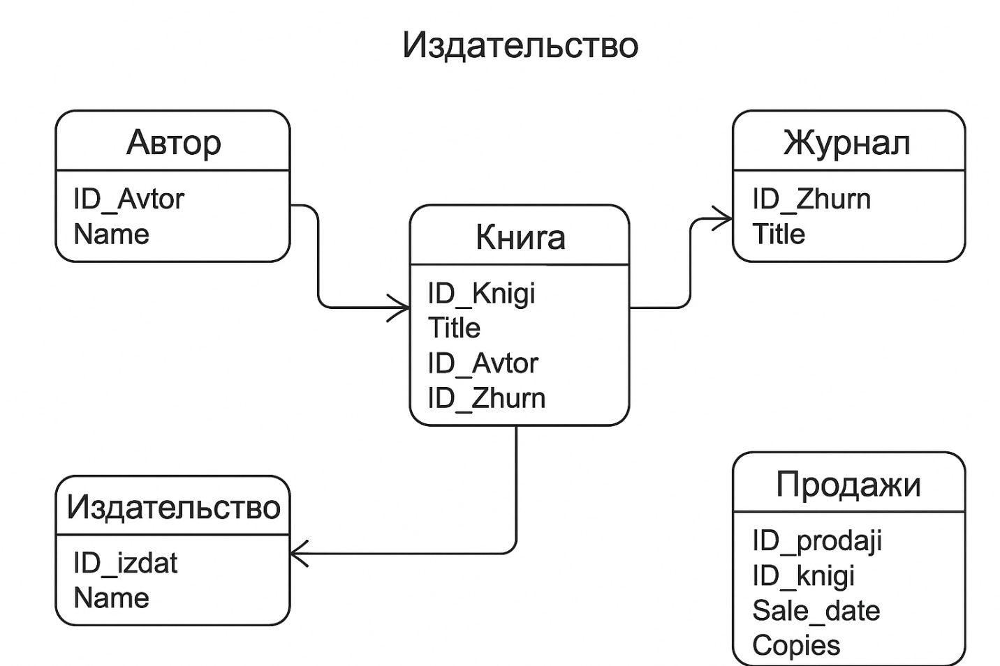 Издательство
Автор
ID_Avtor
Name
Книга
ID_Knigi
Title
ID_Avtor
ID_Zhurn
Журнал
ID_Zhurn
Title
Издательство
ID_izdat
Name
Продажи
ID_prodaji
ID_knigi
Sale_date
Copies